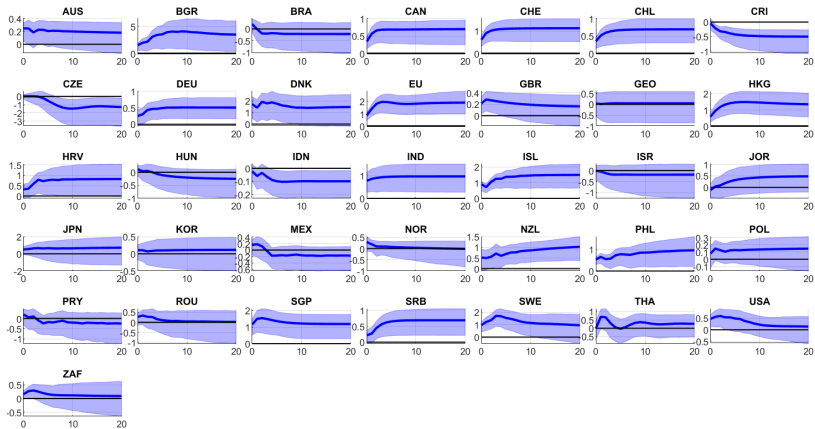 AUS
0.4
0.2
0
0 10 20
BGR
5
0
0 10 20
BRA
0
-0.5
-1
0 10 20
CAN
1
0.5
0
0 10 20
CHE
1
0
0 10 20
CHL
1
0.5
0
0 10 20
CRI
0
-0.5
-1
0 10 20
CZE
0
-1
-2
-3
0 10 20
DEU
1
0.5
0
0 10 20
DNK
2
1
0
0 10 20
EU
2
1
0
0 10 20
GBR
0.4
0.2
0
0 10 20
GEO
0.5
0
-0.5
-1
0 10 20
HKG
2
1
0
0 10 20
HRV
1.5
1
0.5
0
0 10 20
HUN
0
-0.5
-1
0 10 20
IDN
0
-0.1
-0.2
0 10 20
IND
1
0.5
0
0 10 20
ISL
2
1
0
0 10 20
ISR
0
-0.5
-1
0 10 20
JOR
1
0.5
0
0 10 20
JPN
2
0
-2
0 10 20
KOR
0.5
0
-0.5
0 10 20
MEX
0.4
0.2
0
-0.2
-0.4
-0.6
0 10 20
NOR
0.5
0
-0.5
-1
0 10 20
NZL
1.5
1
0.5
0
0 10 20
PHL
1
0
0 10 20
POL
0.3
0.2
0.1
0
-0.1
0 10 20
PRY
0
-0.5
-1
0 10 20
ROU
0.5
0
-0.5
-1
0 10 20
SGP
2
1
0
0 10 20
SRB
1
0.5
0
0 10 20
SWE
2
1
0
0 10 20
THA
1
0.5
0
0 10 20
USA
0.5
0
-0.5
0 10 20
ZAF
0.5
0
-0.5
0 10 20